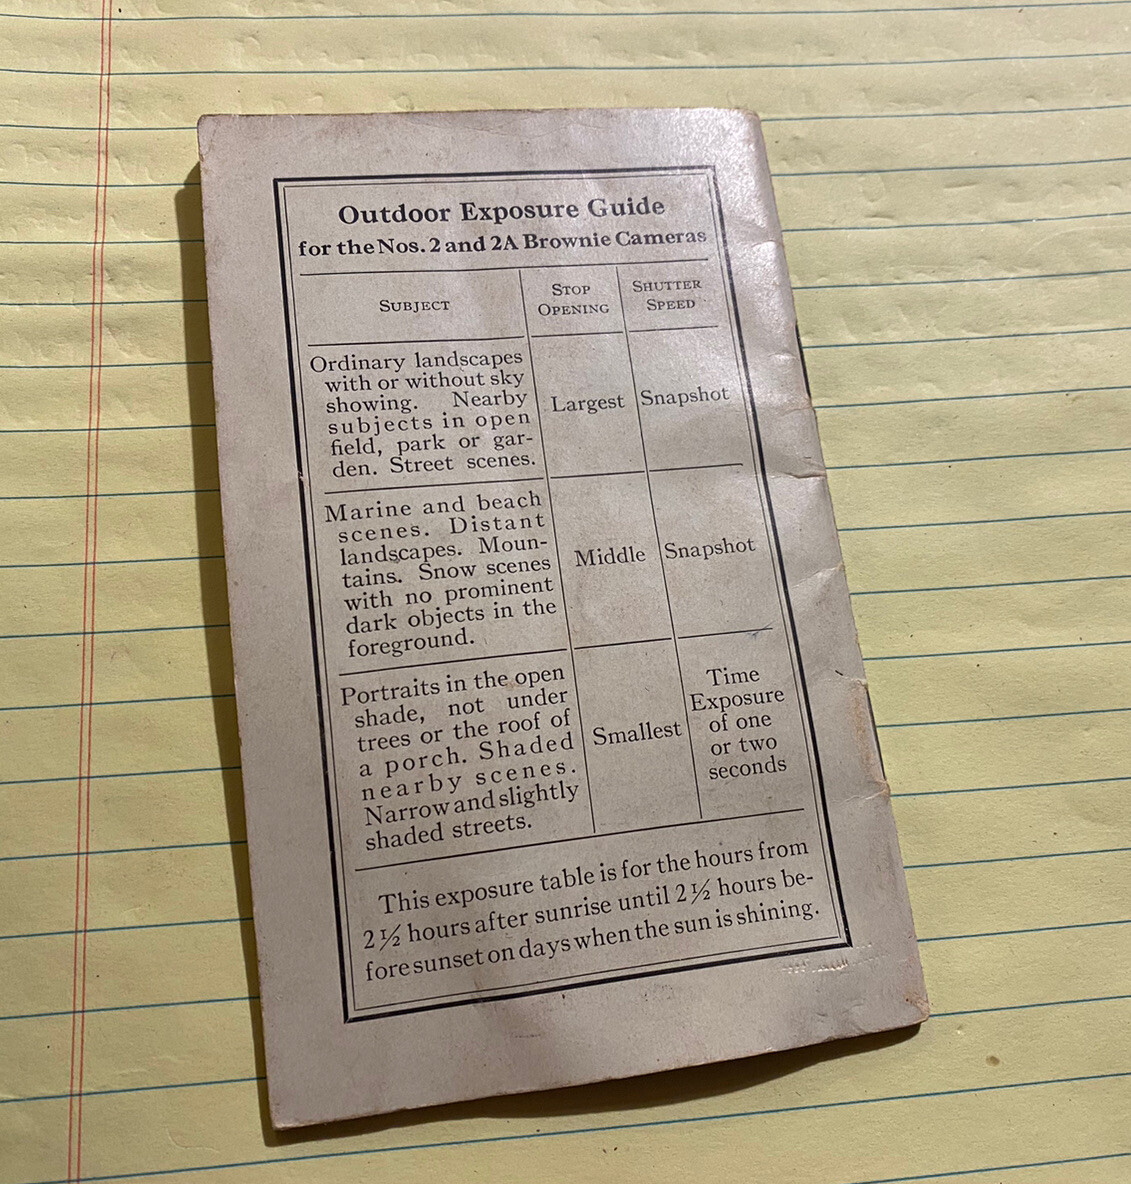 Outdoor Exposure Guide
for the Nos. 2 and 2A Brownie Cameras
SUBJECT
STOP
OPENING
SHUTTER
SPEED
Ordinary landscapes
with or without sky
showing. Nearby
subjects in open
field, park or gar-
den. Street scenes.
Largest
Snapshot
Marine and beach
scenes. Distant
landscapes. Moun-
tains. Snow scenes
with no prominent
dark objects in the
foreground.
Middle
Snapshot
Portraits in the open
shade, not under
trees or the roof of
a porch. Shaded
nearby scenes.
Narrow and slightly
shaded streets.
Smallest
Time
Exposure
of one
or two
seconds
This exposure table is for the hours from
2½ hours after sunrise until 2½ hours be-
fore sunset on days when the sun is shining.